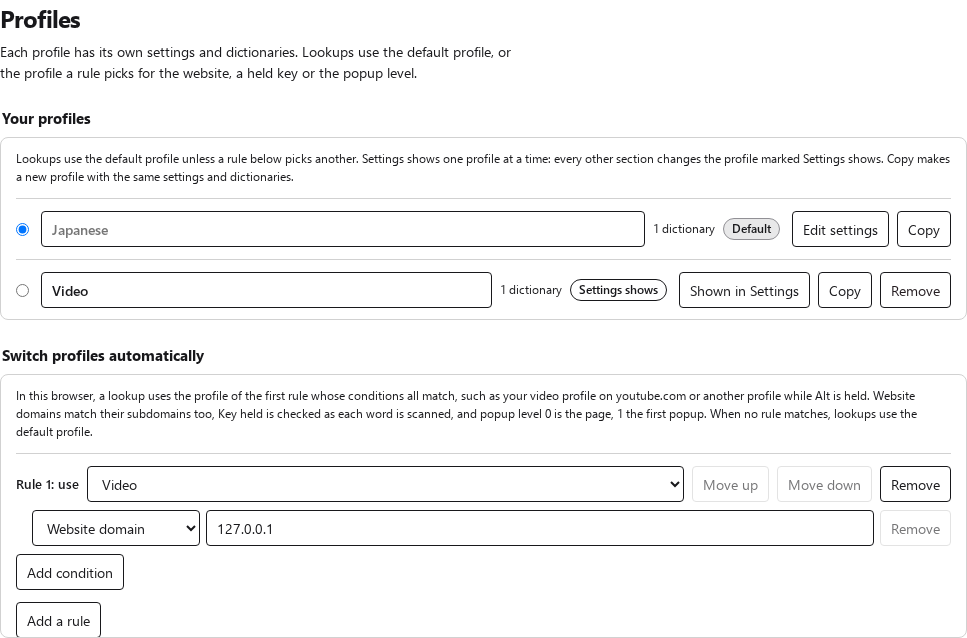 Profiles
Each profile has its own settings and dictionaries. Lookups use the default profile, or
the profile a rule picks for the website, a held key or the popup level.
Your profiles
Lookups use the default profile unless a rule below picks another. Settings shows one profile at a time: every other section changes the profile marked Settings shows. Copy makes
a new profile with the same settings and dictionaries.
Japanese 1 dictionary Default Edit settings Copy
Video 1 dictionary Settings shows Shown in Settings Copy Remove
Switch profiles automatically
In this browser, a lookup uses the profile of the first rule whose conditions all match, such as your video profile on youtube.com or another profile while Alt is held. Website
domains match their subdomains too, Key held is checked as each word is scanned, and popup level 0 is the page, 1 the first popup. When no rule matches, lookups use the
default profile.
Rule 1: use Video Move up Move down Remove
Website domain 127.0.0.1 Remove
Add condition
Add a rule